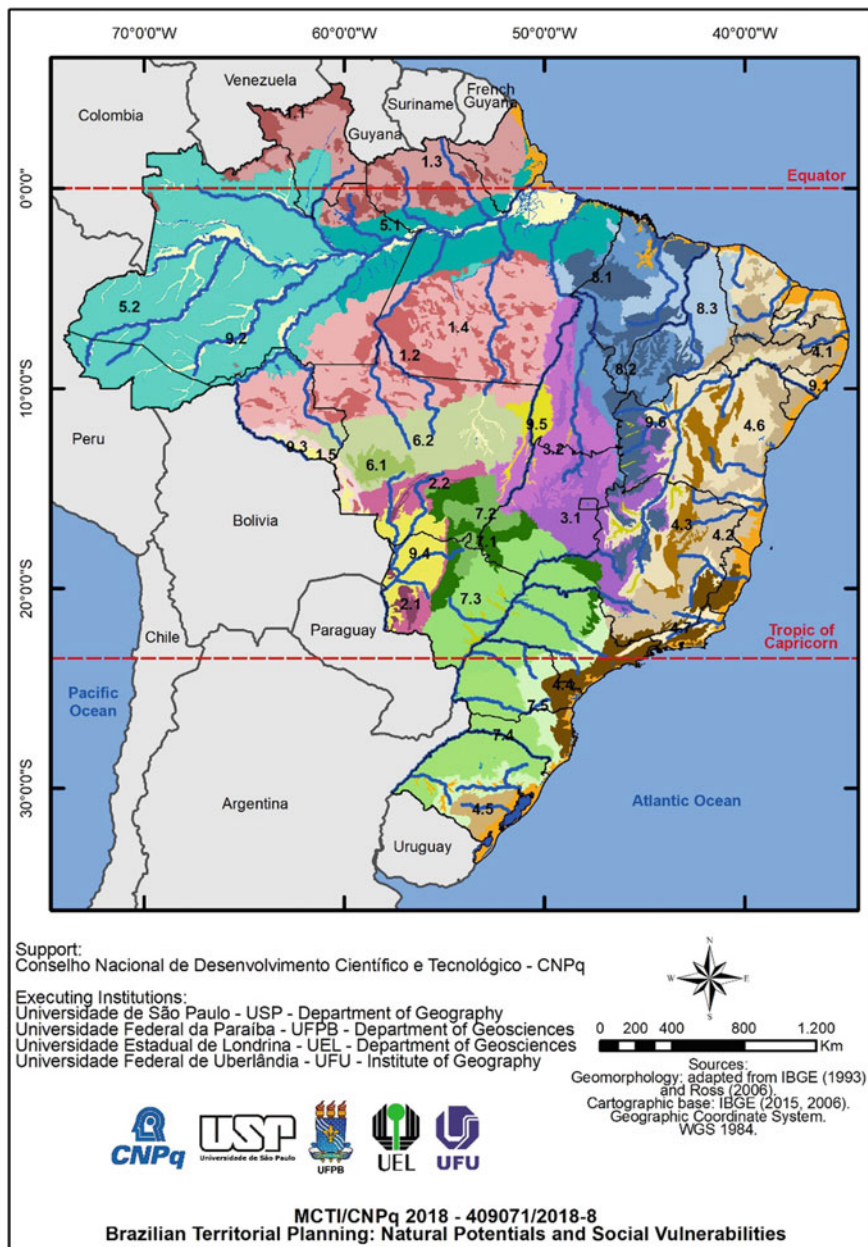 70°0'0"W
60°0'0"W
50°0'0"W
40°0'0"W
Venezuela
Colombia
Suriname
French
Guyana
Guyana
1.1
1.3
Equator
0°0'0"
5.1
5.2
9.2
1.4
1.2
8.1
8.3
8.2
4.1
9.1
10°0'0"S
Peru
9.3
1.5
6.2
6.1
9.5
3.2
9.6
4.6
2.2
7.2
3.1
7.1
4.3
4.2
Bolivia
9.4
20°0'0"S
2.1
7.3
Chile
Paraguay
4.7
Tropic of
Capricorn
Pacific
Ocean
4.4
7.5
7.4
30°0'0"S
Argentina
4.5
Atlantic Ocean
Uruguay
Support:
Conselho Nacional de Desenvolvimento Científico e Tecnológico - CNPq
Executing Institutions:
Universidade de São Paulo - USP - Department of Geography
Universidade Federal da Paraíba - UFPB - Department of Geosciences
Universidade Estadual de Londrina - UEL - Department of Geosciences
Universidade Federal de Uberlândia - UFU - Institute of Geography
N
W
E
S
0 200 400 800 1.200
Km
Sources:
Geomorphology: adapted from IBGE (1993)
and Ross (2006).
Cartographic base: IBGE (2015, 2006).
Geographic Coordinate System.
WGS 1984.
CNPq
USP
Universidade de São Paulo
UFPB
UEL
UFU
MCTI/CNPq 2018 - 409071/2018-8
Brazilian Territorial Planning: Natural Potentials and Social Vulnerabilities